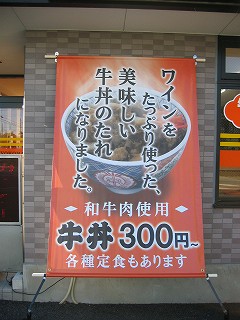 ワインを
たっぷり使った、
美味しい
牛丼のたれ
になりました。
和牛肉使用
牛丼300円~
各種定食もあります